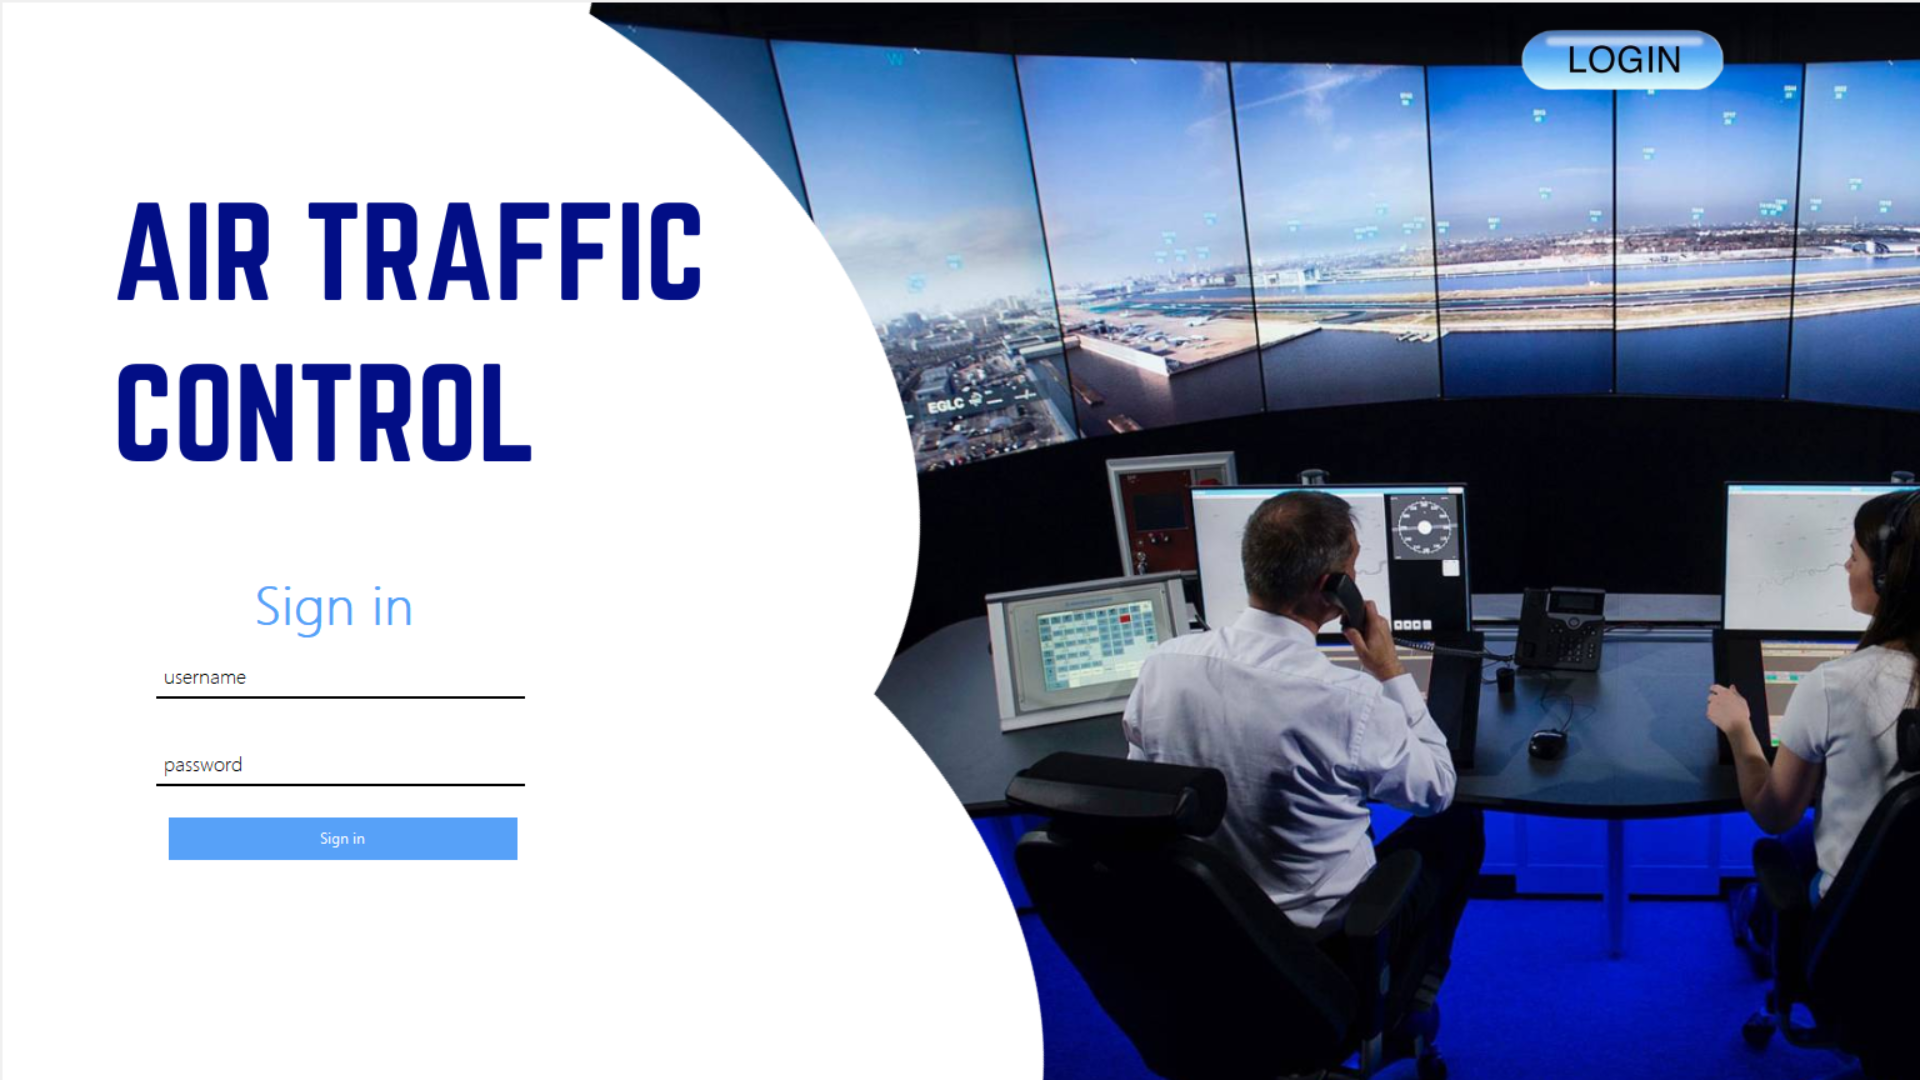 LOGIN
W
AIR TRAFFIC
CONTROL
EGLC
Sign in
username
password
Sign in